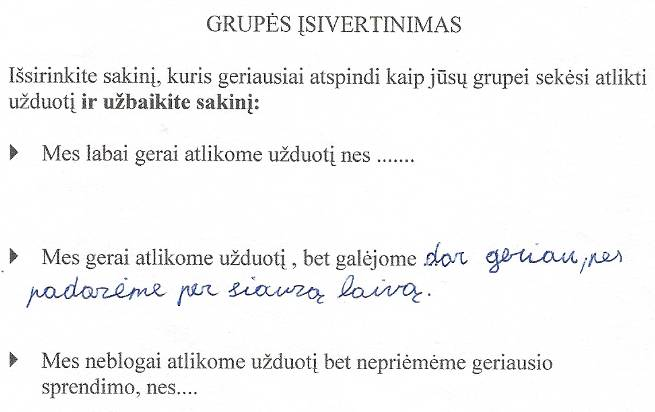 GRUPĖS ĮSIVERTINIMAS
Išsirinkite sakinį, kuris geriausiai atspindi kaip jūsų grupei sekėsi atlikti
užduotį ir užbaikite sakinį:
Mes labai gerai atlikome užduotį nes .......
Mes gerai atlikome užduotį , bet galėjome dar geriau, nes
padarėme per siaurą laivą.
Mes neblogai atlikome užduotį bet nepriėmėme geriausio
sprendimo, nes....